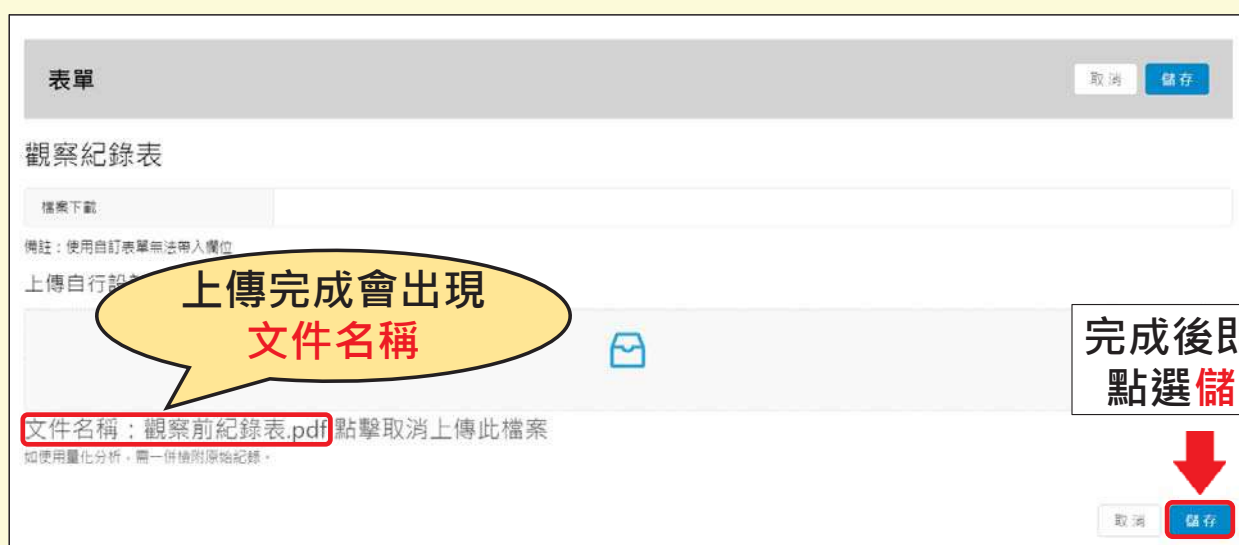 表單
取消 儲存
觀察紀錄表
檔案下載
備註：使用自訂表單無法帶入欄位
上傳自行設
上傳完成會出現
文件名稱
完成後即
點選儲
文件名稱：觀察前紀錄表.pdf 點擊取消上傳此檔案
如使用量化分析，需一併檢附原始紀錄。
取消 儲存